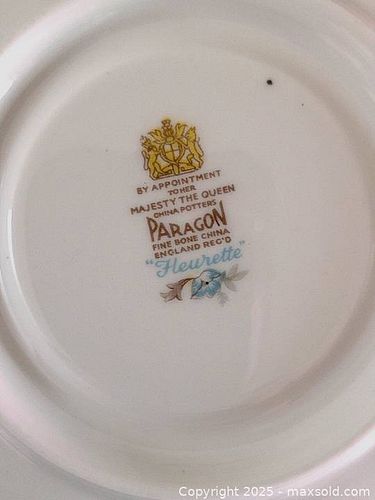 BY APPOINTMENT
TO HER
MAJESTY THE QUEEN
CHINA POTTERS
PARAGON
FINE BONE CHINA
ENGLAND REG'D
"Fleurette"
Copyright 2025 - maxsold.com